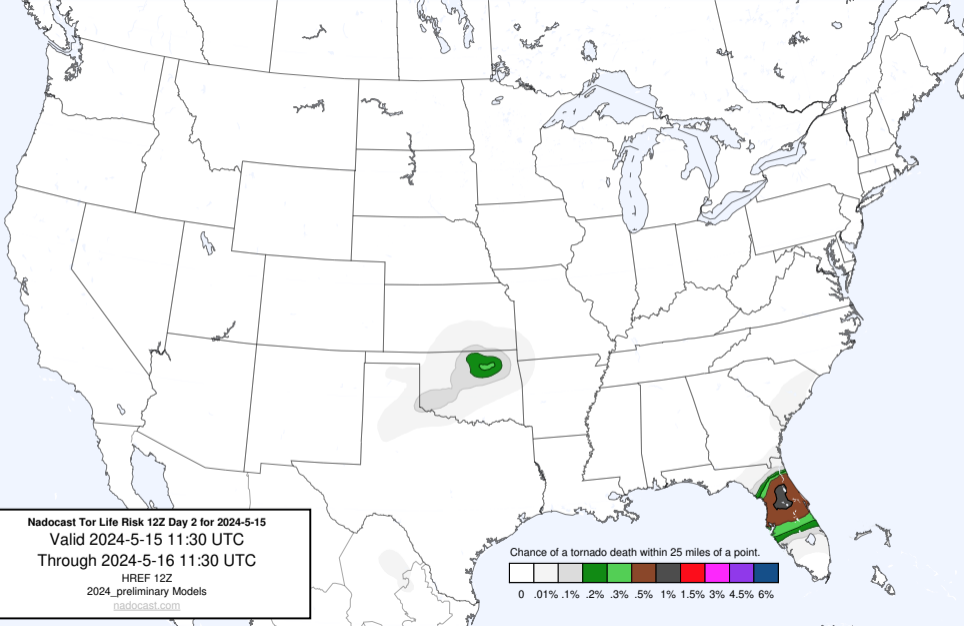 Nadocast Tor Life Risk 12Z Day 2 for 2024-5-15
Valid 2024-5-15 11:30 UTC
Through 2024-5-16 11:30 UTC
HREF 12Z
2024_preliminary Models
nadocast.com
Chance of a tornado death within 25 miles of a point.
0 .01% .1% .2% .3% .5% 1% 1.5% 3% 4.5% 6%